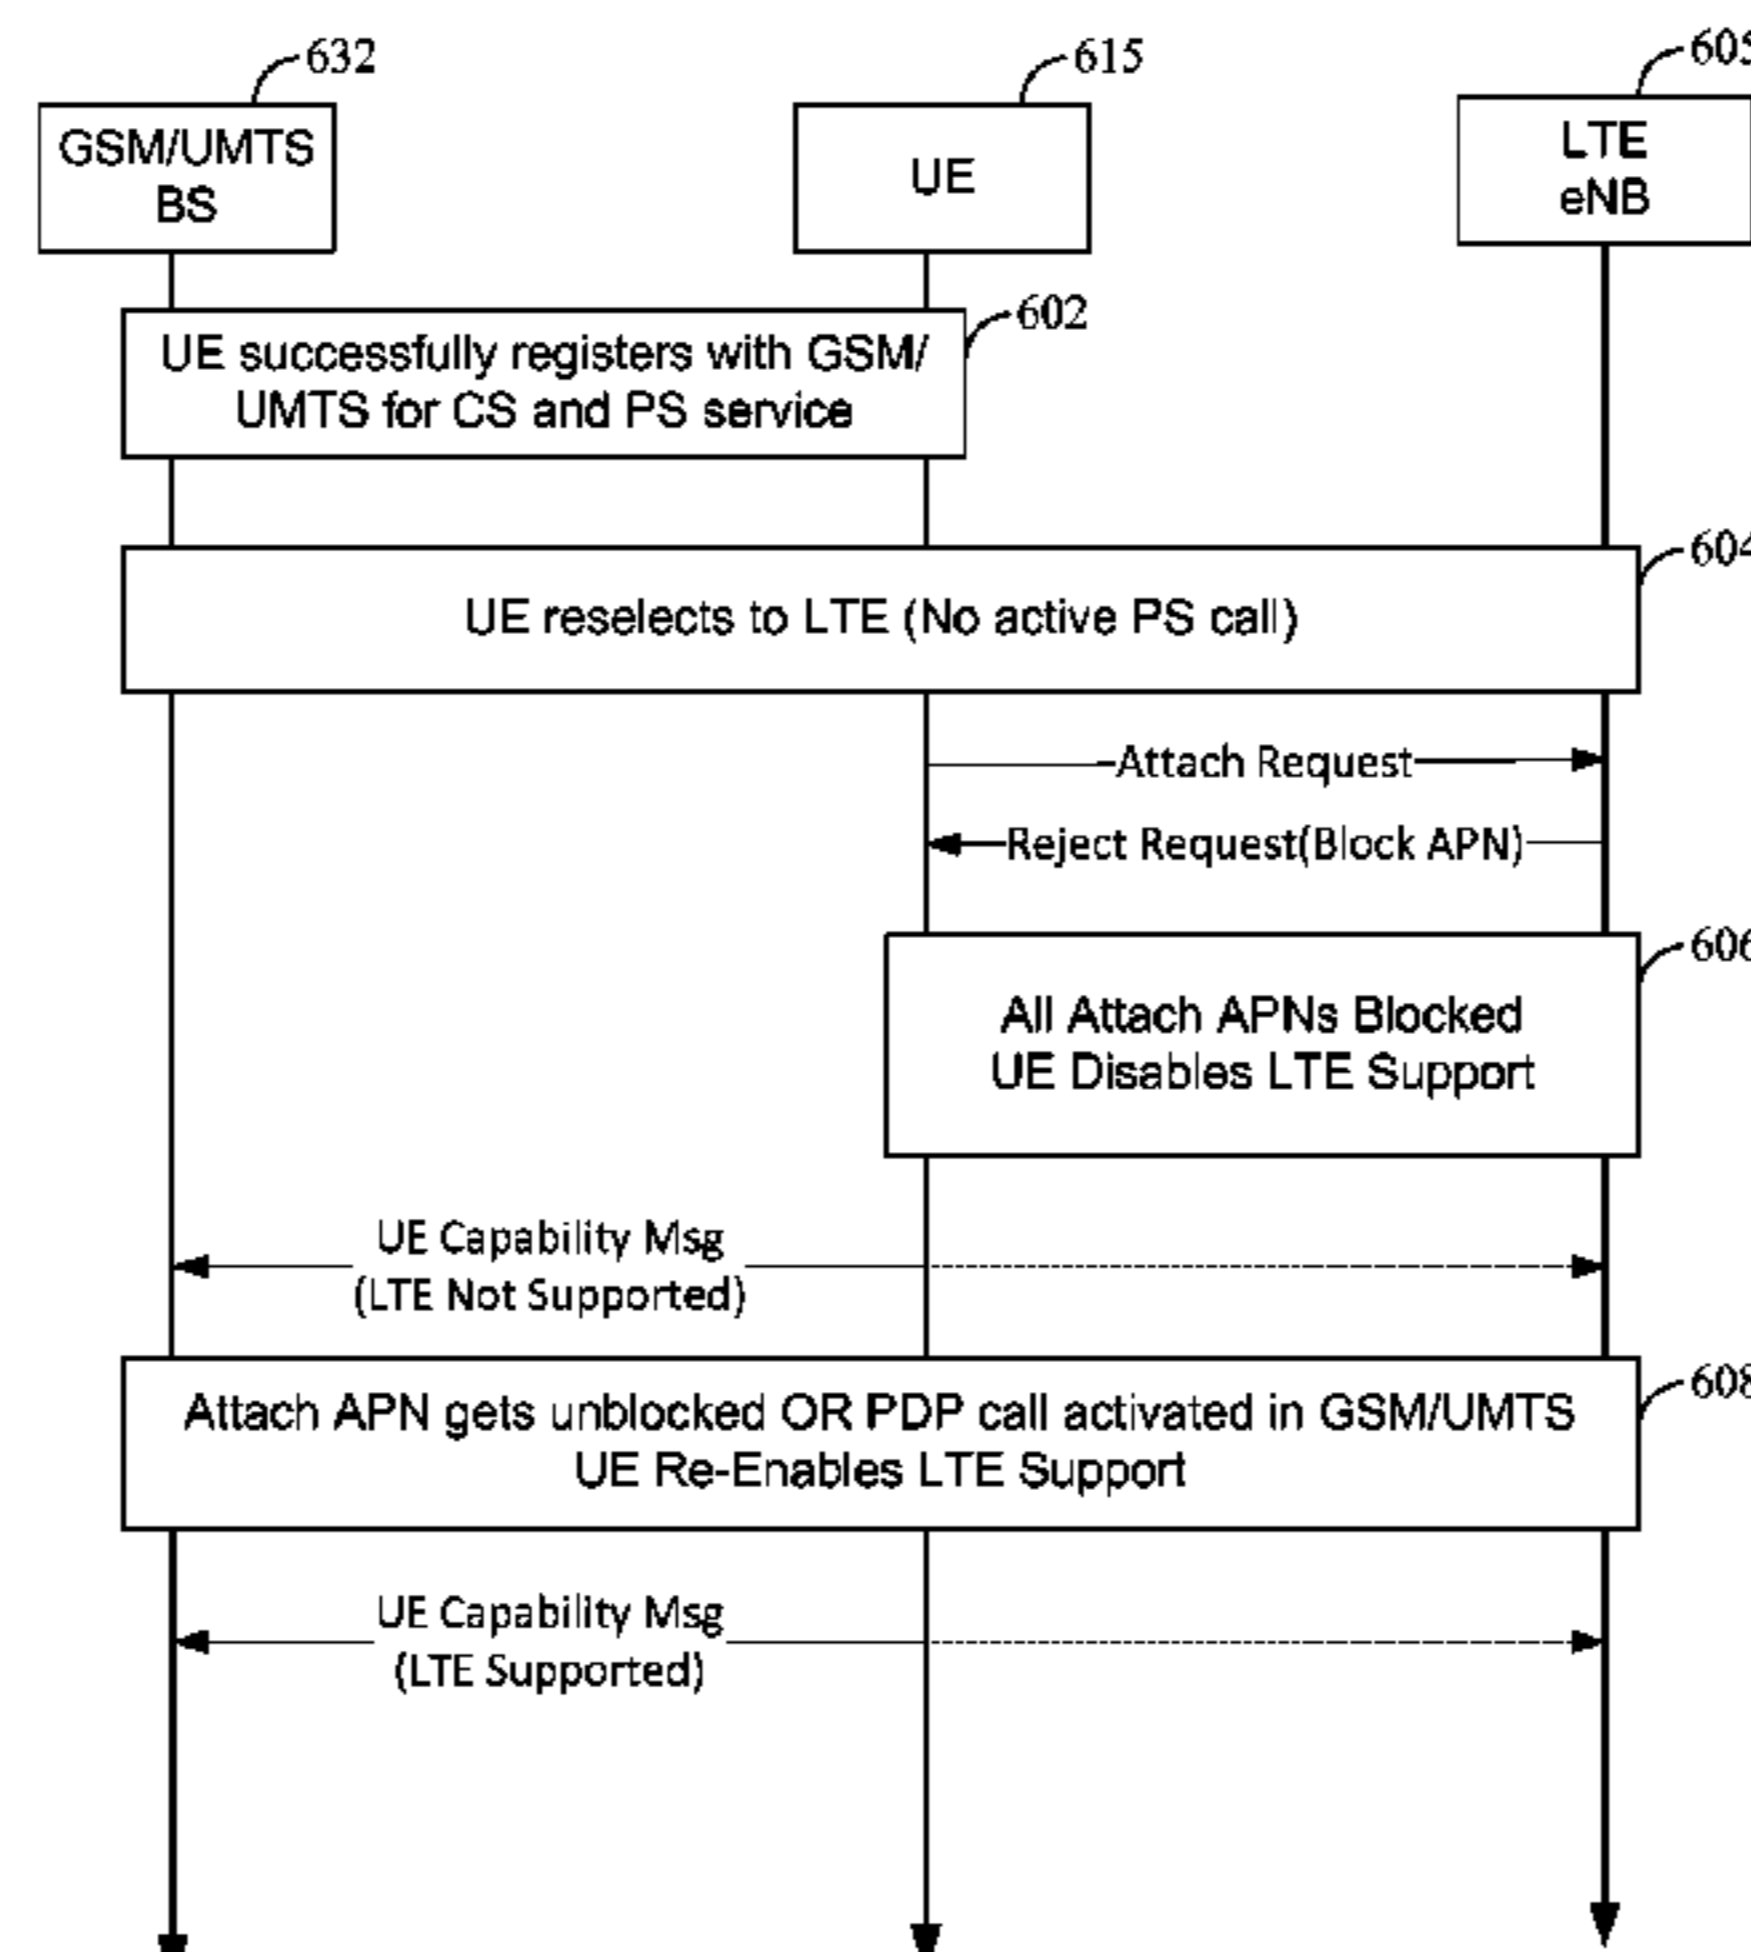 632
615
605
GSM/UMTS
BS
UE
LTE
eNB
602
UE successfully registers with GSM/
UMTS for CS and PS service
604
UE reselects to LTE (No active PS call)
Attach Request
Reject Request(Block APN)
606
All Attach APNs Blocked
UE Disables LTE Support
UE Capability Msg
(LTE Not Supported)
608
Attach APN gets unblocked OR PDP call activated in GSM/UMTS
UE Re-Enables LTE Support
UE Capability Msg
(LTE Supported)